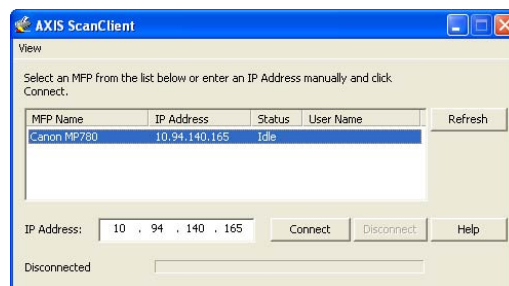 AXIS ScanClient
View
Select an MFP from the list below or enter an IP Address manually and click
Connect.
MFP Name IP Address Status User Name Refresh
Canon MP780 10.94.140.165 Idle
IP Address: 10 . 94 . 140 . 165 Connect Disconnect Help
Disconnected